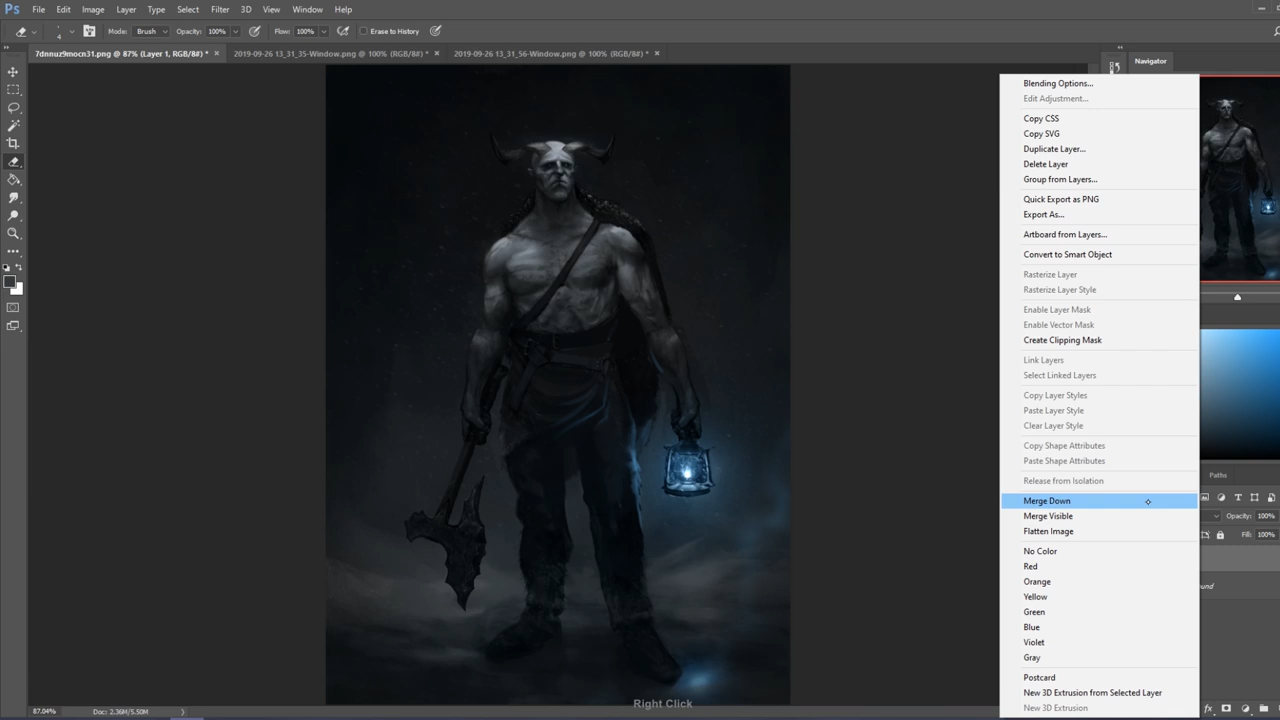 Ps File Edit Image Layer Type Select Filter 3D View Window Help
4 Mode: Brush Opacity: 100% Flow: 100% Erase to History
7dnnuz9mocn31.png @ 87% (Layer 1, RGB/8#) * × 2019-09-26 13_31_35-Window.png @ 100% (RGB/8#) * × 2019-09-26 13_31_56-Window.png @ 100% (RGB/8#) * ×
Navigator
Blending Options...
Edit Adjustment...
Copy CSS
Copy SVG
Duplicate Layer...
Delete Layer
Group from Layers...
Quick Export as PNG
Export As...
Artboard from Layers...
Convert to Smart Object
Rasterize Layer
Rasterize Layer Style
Enable Layer Mask
Enable Vector Mask
Create Clipping Mask
Link Layers
Select Linked Layers
Copy Layer Styles
Paste Layer Style
Clear Layer Style
Copy Shape Attributes
Paste Shape Attributes
Release from Isolation
Merge Down
Merge Visible
Flatten Image
No Color
Red
Orange
Yellow
Green
Blue
Violet
Gray
Postcard
New 3D Extrusion from Selected Layer
New 3D Extrusion
Paths
Opacity: 100%
Fill: 100%
ound
fx
Right Click
87.04% Doc: 2.36M/5.50M